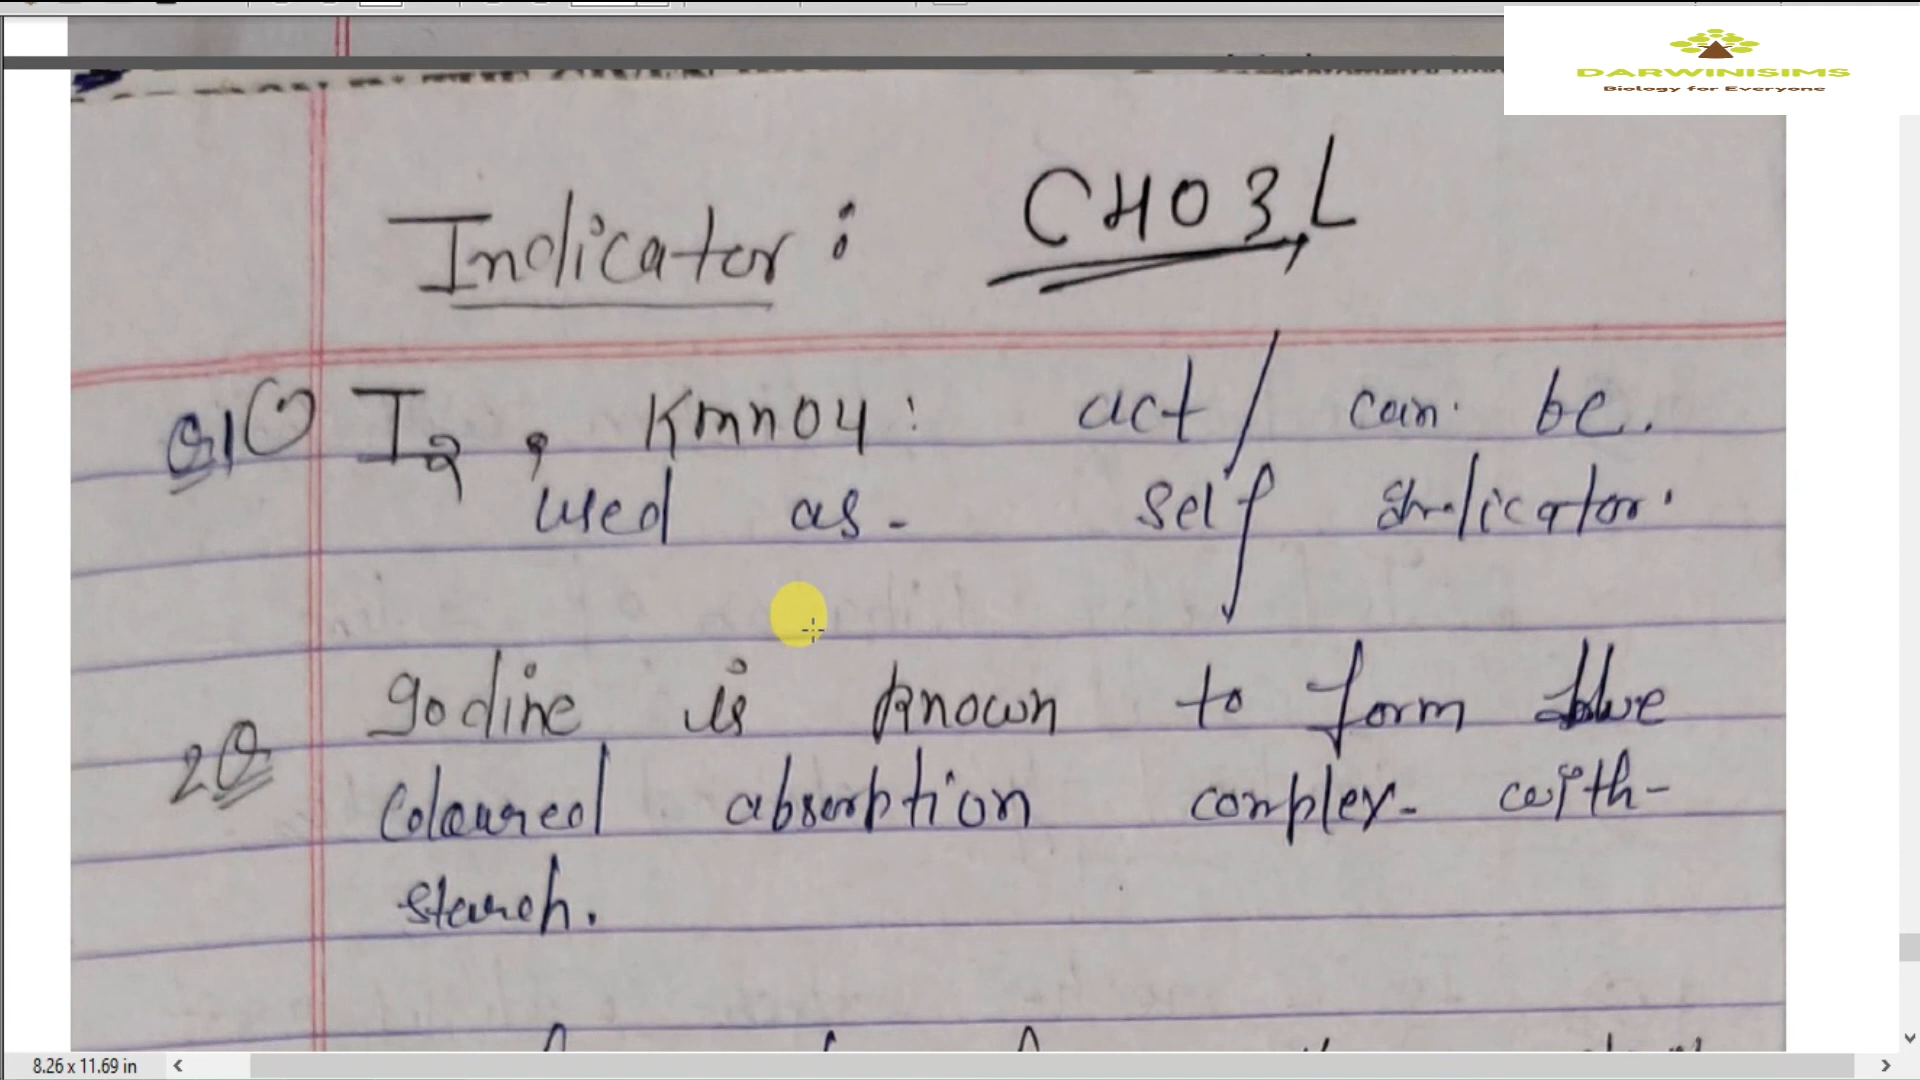 DARWINISIMS
Biology for Everyone
Indicator : CHO3L
Q1 I2, KmnO4 : act / can be.
used as - self Indicator.
2Q Iodine is known to form blue
coloured absorption complex - with -
starch.
8.26 x 11.69 in